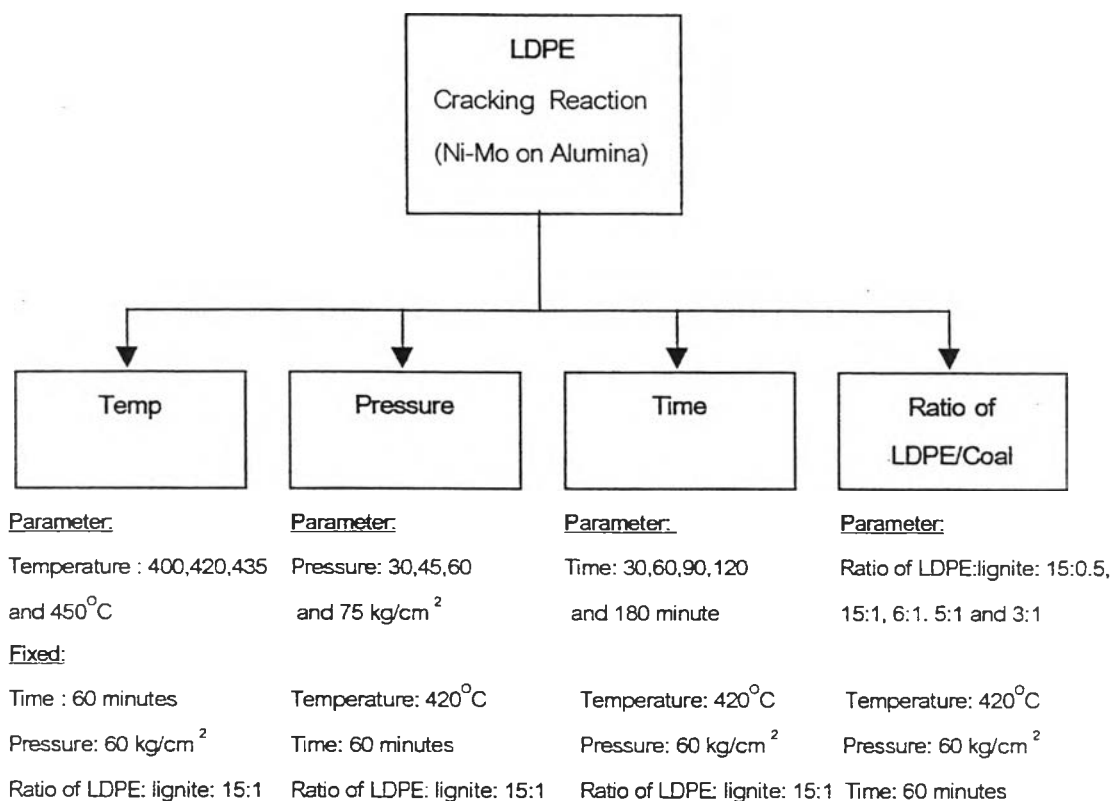 LDPE
Cracking Reaction
(Ni-Mo on Alumina)
Temp
Pressure
Time
Ratio of
LDPE/Coal
Parameter:
Temperature : 400,420,435
and 450°C
Fixed:
Time : 60 minutes
Pressure: 60 kg/cm²
Ratio of LDPE: lignite: 15:1
Parameter:
Pressure: 30,45,60
and 75 kg/cm²
Temperature: 420°C
Time: 60 minutes
Ratio of LDPE: lignite: 15:1
Parameter:
Time: 30,60,90,120
and 180 minute
Temperature: 420°C
Pressure: 60 kg/cm²
Ratio of LDPE: lignite: 15:1
Parameter:
Ratio of LDPE:lignite: 15:0.5,
15:1, 6:1. 5:1 and 3:1
Temperature: 420°C
Pressure: 60 kg/cm²
Time: 60 minutes